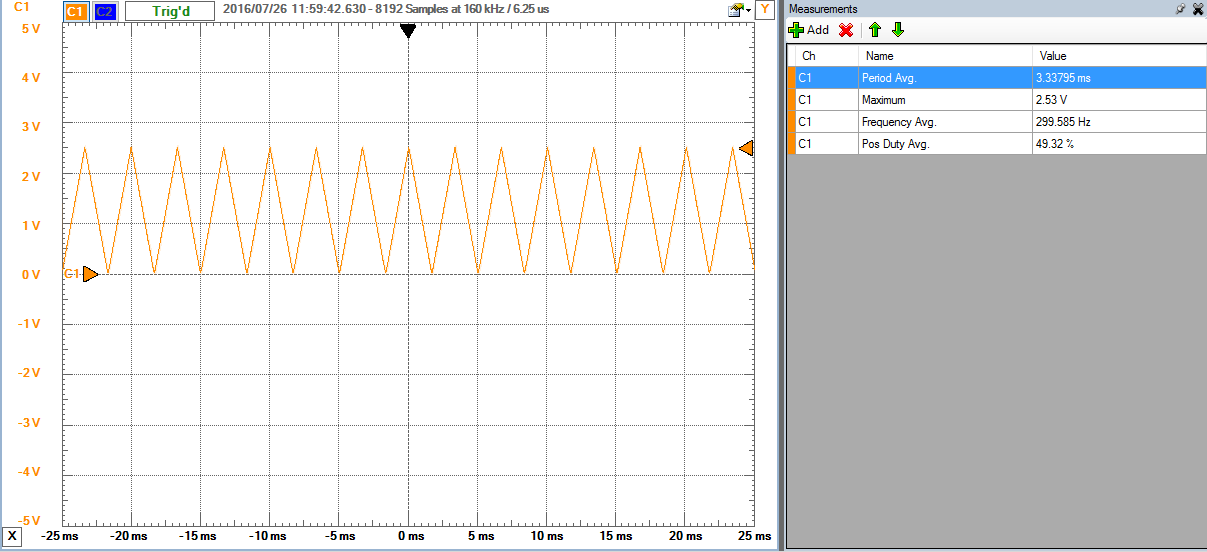 C1 C1 C2 Trig'd 2016/07/26 11:59:42.630 - 8192 Samples at 160 kHz / 6.25 us Y
5 V
4 V
3 V
2 V
1 V
0 V C1
-1 V
-2 V
-3 V
-4 V
-5 V
X -25 ms -20 ms -15 ms -10 ms -5 ms 0 ms 5 ms 10 ms 15 ms 20 ms 25 ms
Measurements
Add
Ch Name Value
C1 Period Avg. 3.33795 ms
C1 Maximum 2.53 V
C1 Frequency Avg. 299.585 Hz
C1 Pos Duty Avg. 49.32 %